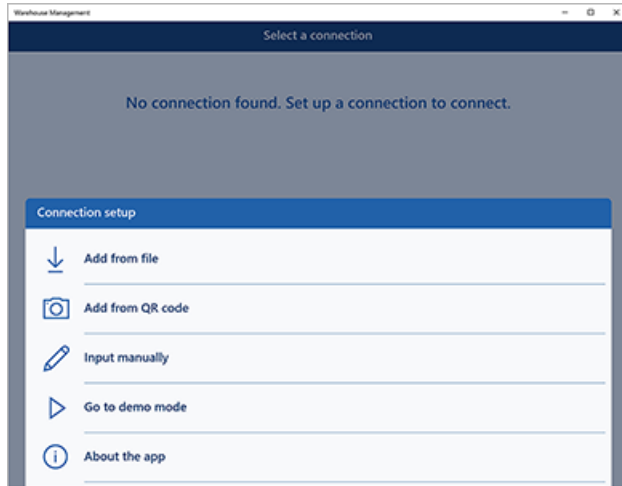 Warehouse Management
Select a connection
No connection found. Set up a connection to connect.
Connection setup
Add from file
Add from QR code
Input manually
Go to demo mode
About the app